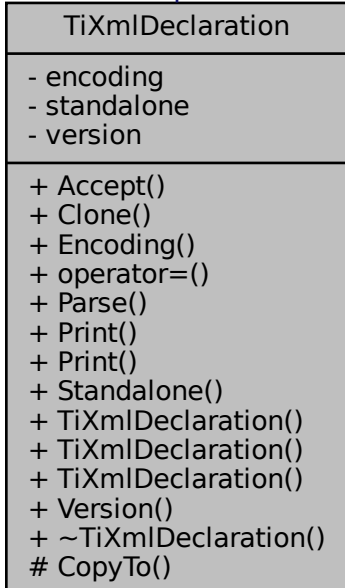 TiXmlDeclaration
- encoding
- standalone
- version
+ Accept()
+ Clone()
+ Encoding()
+ operator=()
+ Parse()
+ Print()
+ Print()
+ Standalone()
+ TiXmlDeclaration()
+ TiXmlDeclaration()
+ TiXmlDeclaration()
+ Version()
+ ~TiXmlDeclaration()
# CopyTo()